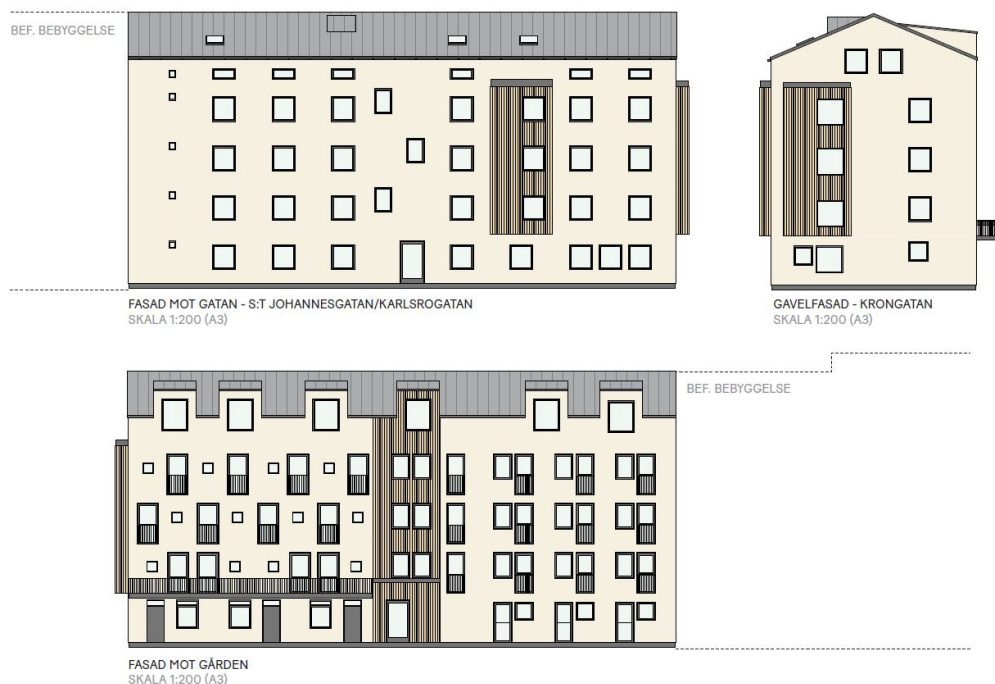 BEF. BEBYGGELSE
FASAD MOT GATAN - S:T JOHANNESGATAN/KARLSROGATAN
SKALA 1:200 (A3)
GAVELFASAD - KRONGATAN
SKALA 1:200 (A3)
BEF. BEBYGGELSE
FASAD MOT GÅRDEN
SKALA 1:200 (A3)